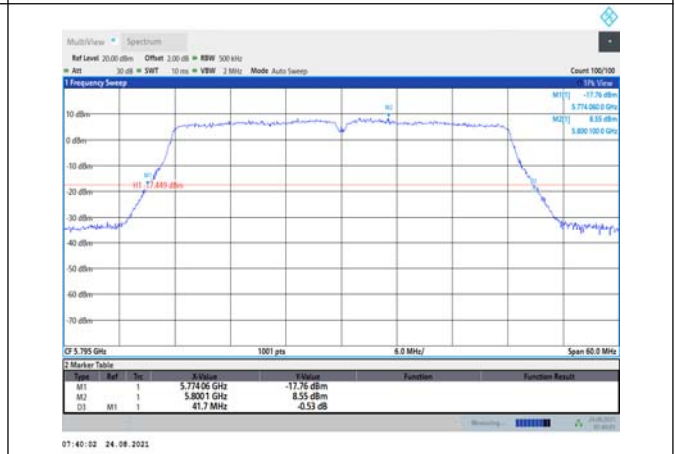 MultiView Spectrum
Ref Level 20.00 dBm Offset 2.00 dB RBW 500 kHz
Att 30 dB SWT 10 ms VBW 2 MHz Mode Auto Sweep Count 100/100
1 Frequency Sweep 1Pk View
M1[1] -17.76 dBm
5.774 060 0 GHz
M2[1] 8.55 dBm
5.800 100 0 GHz
M2
10 dBm
0 dBm
-10 dBm
M1
H1 -17.449 dBm
-20 dBm
-30 dBm
-40 dBm
-50 dBm
-60 dBm
-70 dBm
CF 5.795 GHz 1001 pts 6.0 MHz/ Span 60.0 MHz
2 Marker Table
Type Ref Trc X-Value Y-Value Function Function Result
M1 1 5.774 06 GHz -17.76 dBm
M2 1 5.8001 GHz 8.55 dBm
D3 M1 1 41.7 MHz -0.53 dB
Measuring... 24.08.2021
07:40:02 24.08.2021